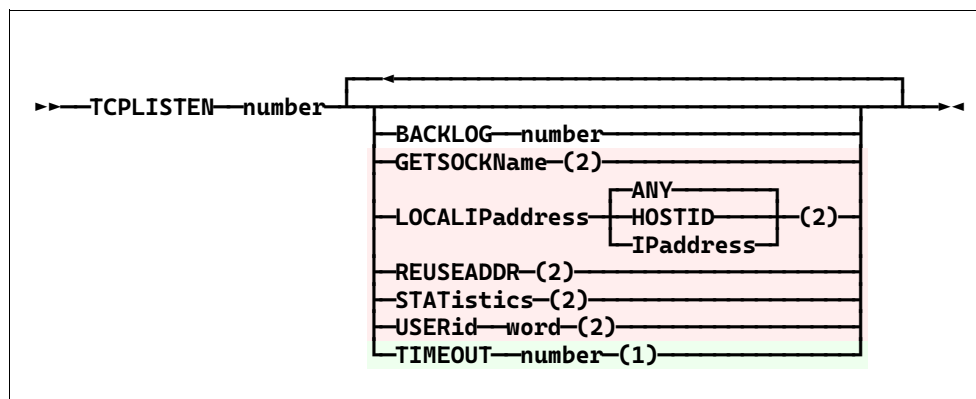 TCPLISTEN number
BACKLOG number
GETSOCKName (2)
ANY
LOCALIPaddress HOSTID (2)
IPaddress
REUSEADDR (2)
STATistics (2)
USERid word (2)
TIMEOUT number (1)